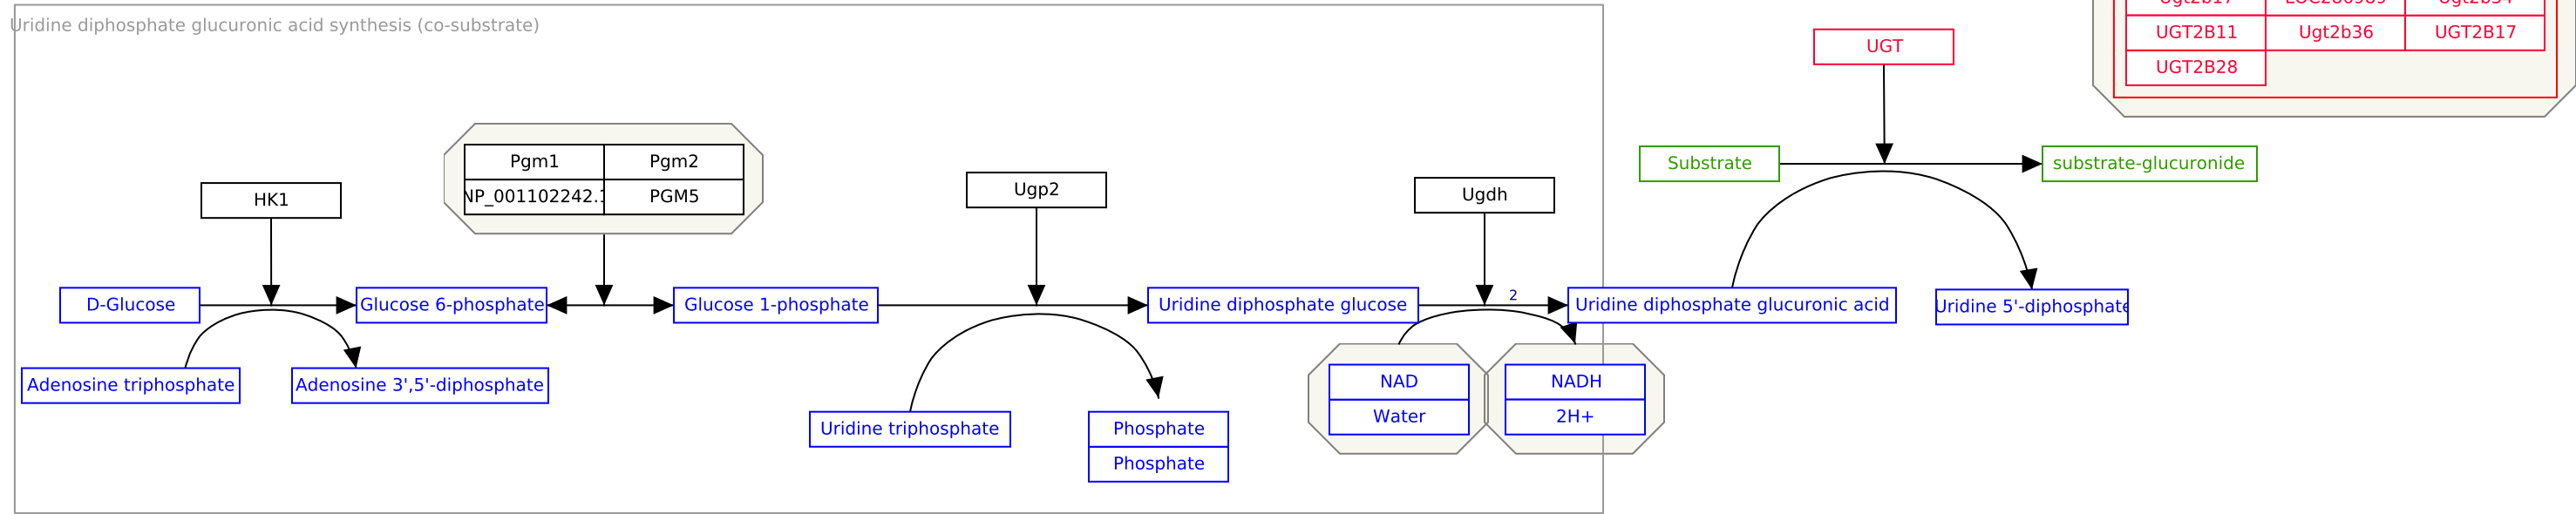 Uridine diphosphate glucuronic acid synthesis (co-substrate)
UGT2B11 Ugt2b36 UGT2B17
UGT2B28
UGT
Substrate
substrate-glucuronide
Pgm1 Pgm2
NP_001102242.1 PGM5
HK1
Ugp2
Ugdh
D-Glucose
Glucose 6-phosphate
Glucose 1-phosphate
Uridine diphosphate glucose
2
Uridine diphosphate glucuronic acid
Uridine 5'-diphosphate
Adenosine triphosphate
Adenosine 3',5'-diphosphate
Uridine triphosphate
Phosphate
Phosphate
NAD
Water
NADH
2H+